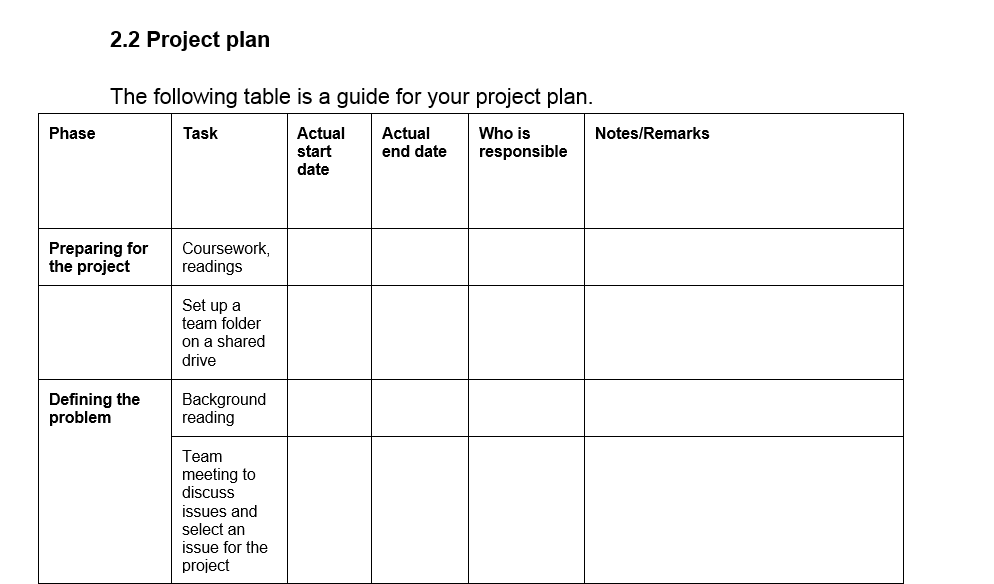 2.2 Project plan
The following table is a guide for your project plan.
Phase
Task
Actual
start
date
Actual
end date
Who is
responsible
Notes/Remarks
Preparing for
the project
Coursework,
readings
Set up a
team folder
on a shared
drive
Defining the
problem
Background
reading
Team
meeting to
discuss
issues and
select an
issue for the
project